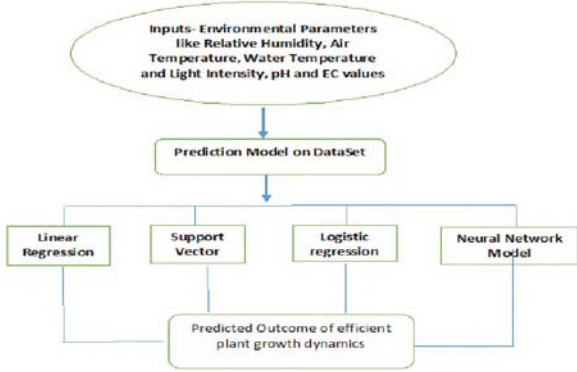 Inputs- Environmental Parameters
like Relative Humidity, Air
Temperature, Water Temperature
and Light Intensity, pH and EC values
Prediction Model on DataSet
Linear
Regression
Support
Vector
Logistic
regression
Neural Network
Model
Predicted Outcome of efficient
plant growth dynamics